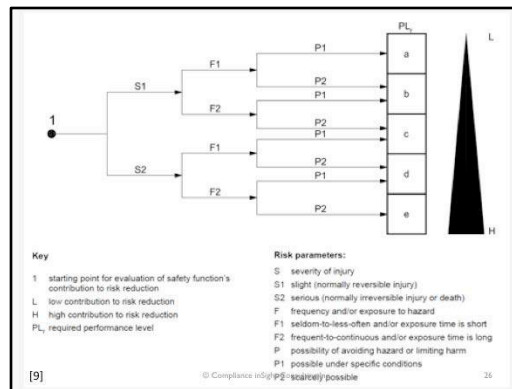 PLr
P1
a
L
F1
S1
P2
P1
b
F2
1
P2
P1
c
F1
S2
P2
P1
d
F2
P2
e
H
Key
1 starting point for evaluation of safety function's
contribution to risk reduction
L low contribution to risk reduction
H high contribution to risk reduction
PLr required performance level
Risk parameters:
S severity of injury
S1 slight (normally reversible injury)
S2 serious (normally irreversible injury or death)
F frequency and/or exposure to hazard
F1 seldom-to-less-often and/or exposure time is short
F2 frequent-to-continuous and/or exposure time is long
P possibility of avoiding hazard or limiting harm
P1 possible under specific conditions
P2 scarcely possible
[9]
© Compliance inSight
26